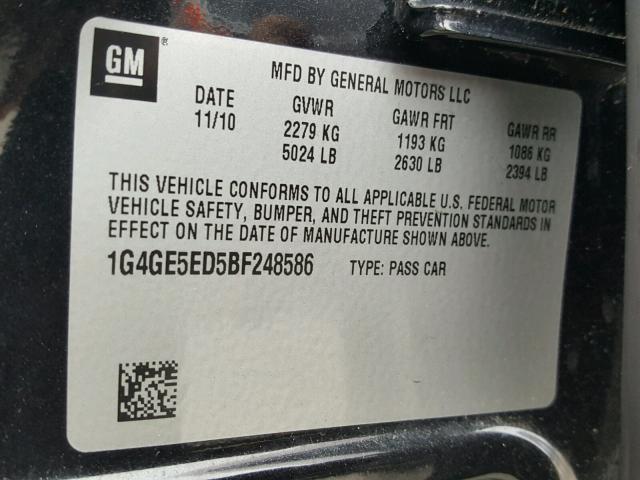 GM®
MFD BY GENERAL MOTORS LLC
DATE GVWR GAWR FRT GAWR RR
11/10 2279 KG 1193 KG 1086 KG
5024 LB 2630 LB 2394 LB
THIS VEHICLE CONFORMS TO ALL APPLICABLE U.S. FEDERAL MOTOR
VEHICLE SAFETY, BUMPER, AND THEFT PREVENTION STANDARDS IN
EFFECT ON THE DATE OF MANUFACTURE SHOWN ABOVE.
1G4GE5ED5BF248586 TYPE: PASS CAR